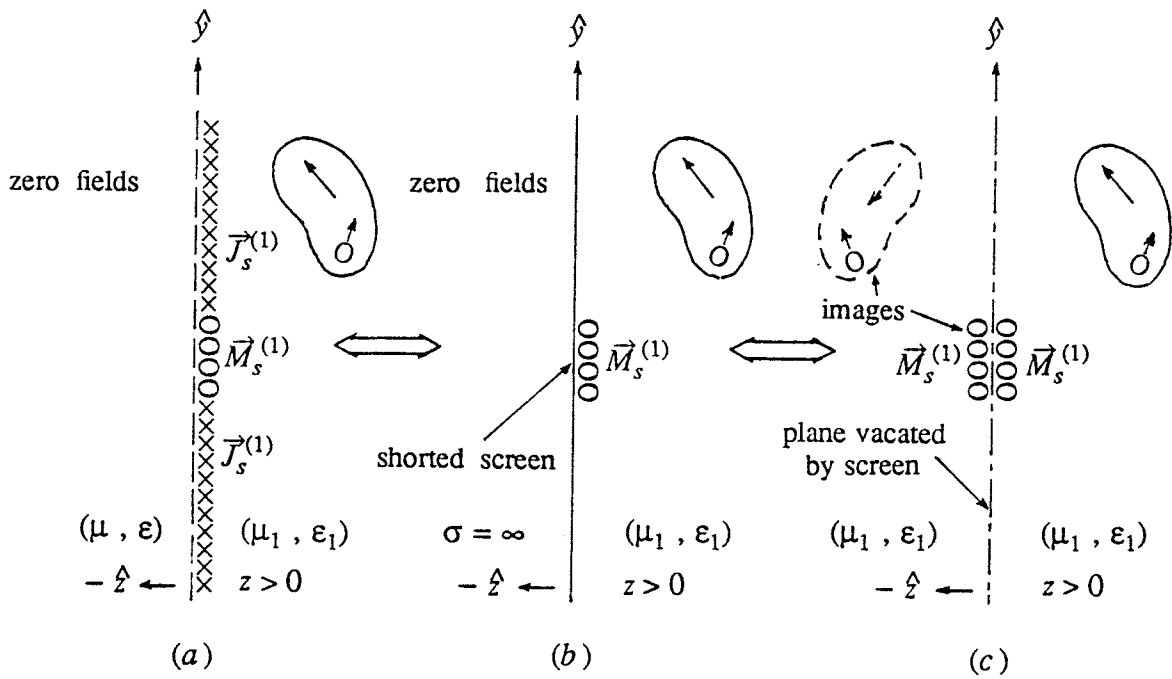 ŷ
ŷ
ŷ
zero fields
zero fields
J⃗s(1)
images
M⃗s(1)
M⃗s(1)
M⃗s(1)
M⃗s(1)
J⃗s(1)
shorted screen
plane vacated
by screen
(μ , ε)
(μ1 , ε1)
σ = ∞
(μ1 , ε1)
(μ1 , ε1)
(μ1 , ε1)
− ẑ
z > 0
− ẑ
z > 0
− ẑ
z > 0
(a)
(b)
(c)